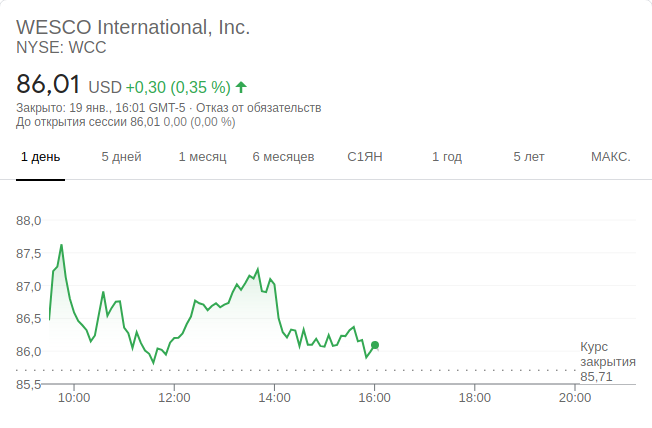 WESCO International, Inc.
NYSE: WCC
86,01 USD +0,30 (0,35 %)
Закрыто: 19 янв., 16:01 GMT-5 · Отказ от обязательств
До открытия сессии 86,01 0,00 (0,00 %)
1 день 5 дней 1 месяц 6 месяцев С1ЯН 1 год 5 лет МАКС.
88,0
87,5
87,0
86,5
86,0
85,5
Курс
закрытия
85,71
10:00 12:00 14:00 16:00 18:00 20:00